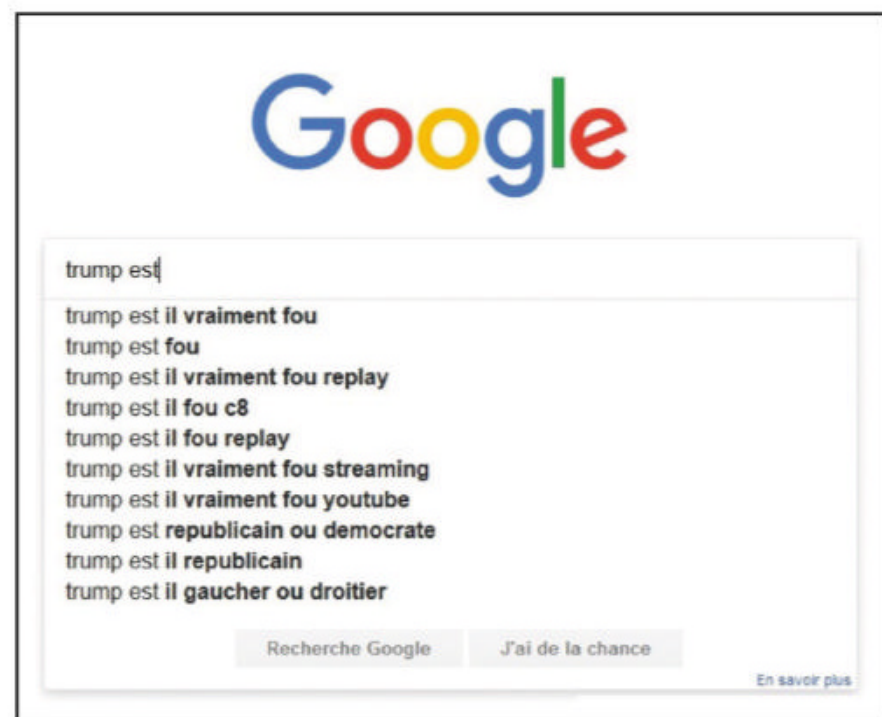 Google
trump est
trump est il vraiment fou
trump est fou
trump est il vraiment fou replay
trump est il fou c8
trump est il fou replay
trump est il vraiment fou streaming
trump est il vraiment fou youtube
trump est republicain ou democrate
trump est il republicain
trump est il gaucher ou droitier
Recherche Google J'ai de la chance
En savoir plus